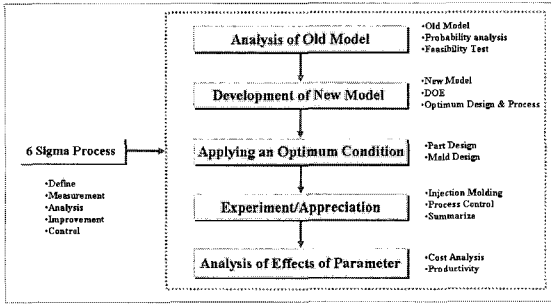 Analysis of Old Model
•Old Model
•Probability analysis
•Feasibility Test
Development of New Model
•New Model
•DOE
•Optimum Design & Process
6 Sigma Process
•Define
•Measurement
•Analysis
•Improvement
•Control
Applying an Optimum Condition
•Part Design
•Mold Design
Experiment/Appreciation
•Injection Molding
•Process Control
•Summarize
Analysis of Effects of Parameter
•Cost Analysis
•Productivity